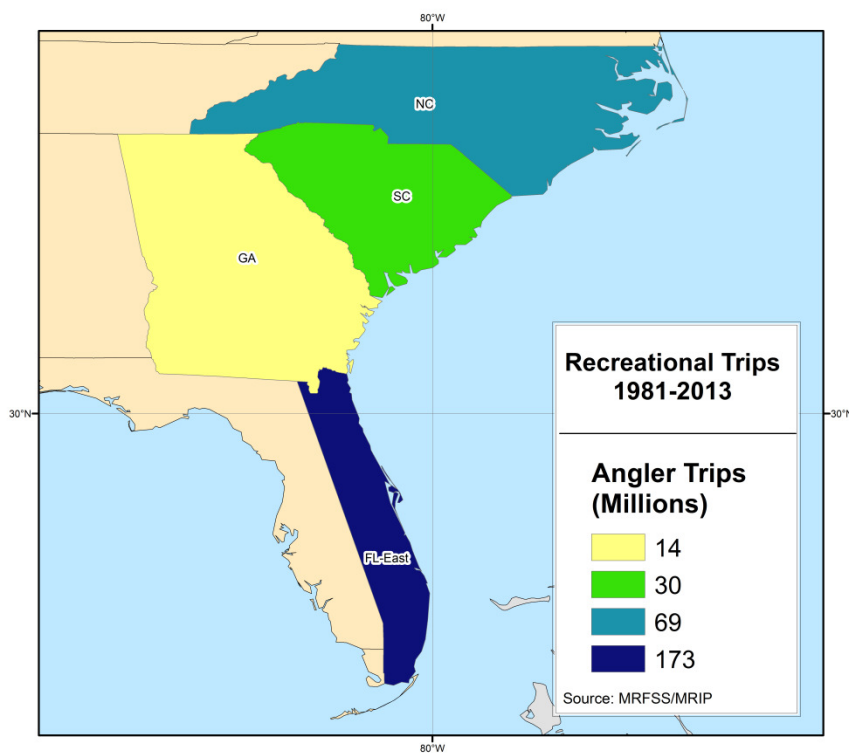 80°W
NC
SC
GA
30°N
30°N
FL-East
Recreational Trips
1981-2013
Angler Trips
(Millions)
14
30
69
173
Source: MRFSS/MRIP
80°W